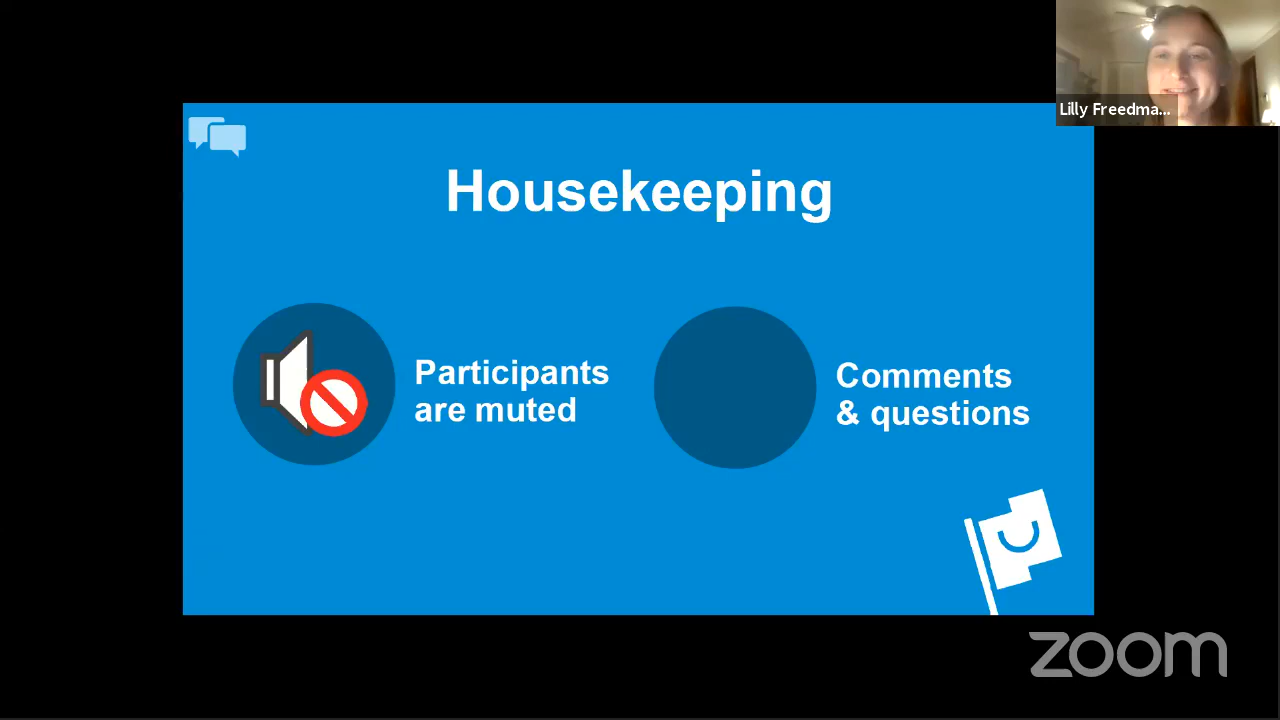 Lilly Freedma...
Housekeeping
Participants
are muted
Comments
& questions
zoom